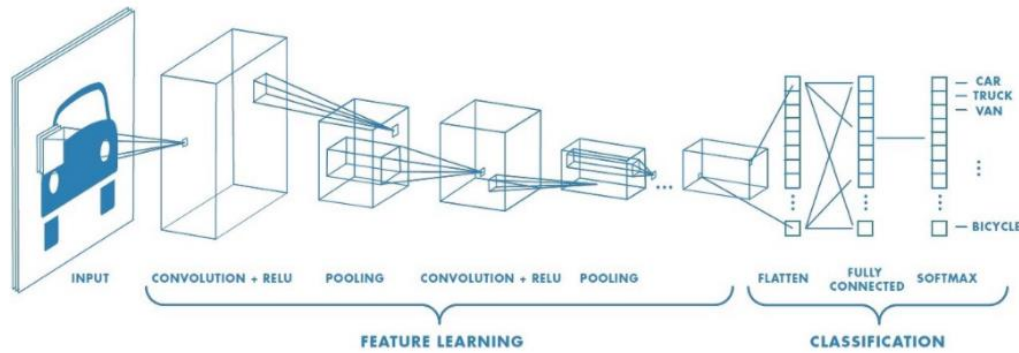 CAR
TRUCK
VAN
BICYCLE
INPUT
CONVOLUTION + RELU
POOLING
CONVOLUTION + RELU
POOLING
FLATTEN
FULLY
CONNECTED
SOFTMAX
FEATURE LEARNING
CLASSIFICATION